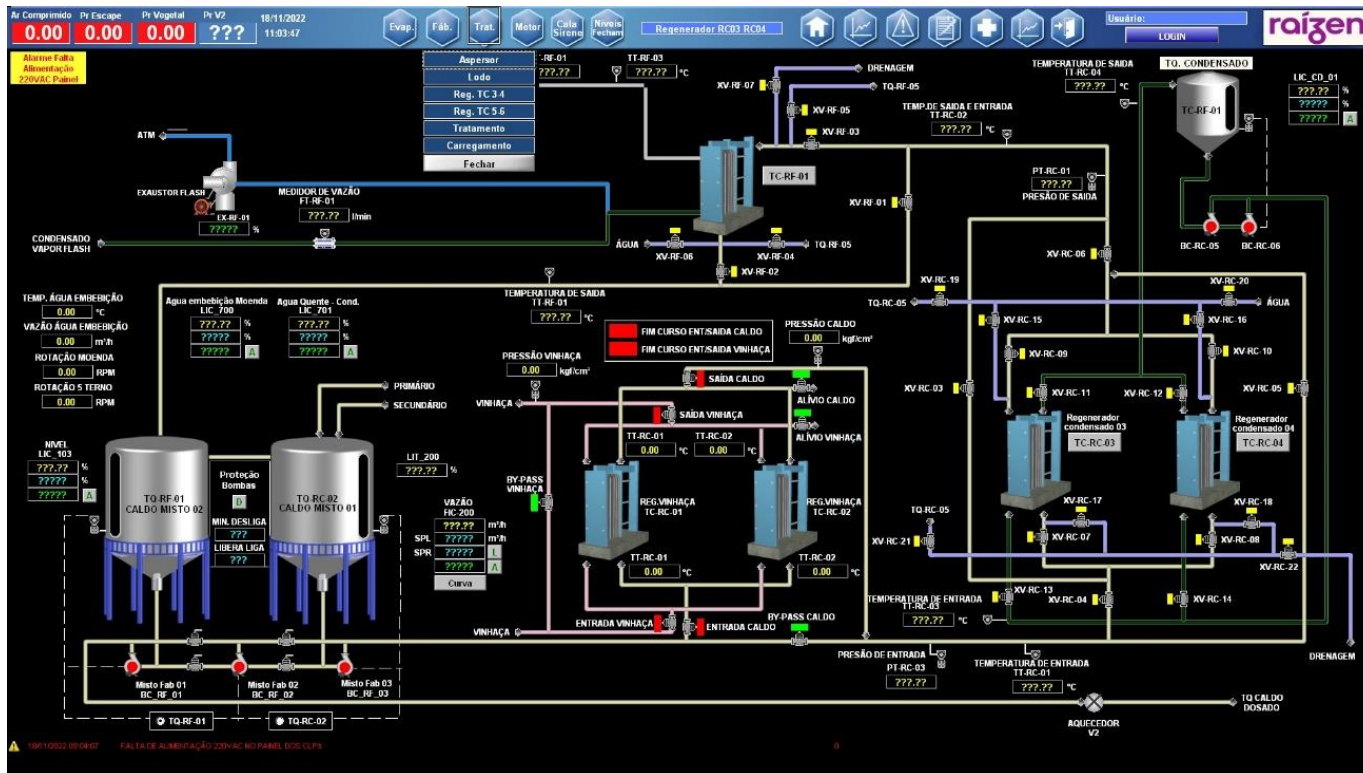 Ar Comprimido Pr Escape Pr Vegetal Pr V2
0.00 0.00 0.00 ???
18/11/2022
11:03:47
Evap. Fáb. Trat. Motor Cala Sirene Niveis Fecham
Regenerador RC03 RC04
Usuário:
LOGIN
raízen
Alarme Falta
Alimentação
220VAC Painel
Aspersor
Lodo
Reg. TC 3.4
Reg. TC 5.6
Tratamento
Carregamento
Fechar
-RF-01
???.??
TT-RF-03
???.?? °C
DRENAGEM
XV-RF-07
TQ-RF-05
XV-RF-05
XV-RF-03
TEMP.DE SAIDA E ENTRADA
TT-RC-02
???.?? °C
TEMPERATURA DE SAIDA
TT-RC-04
???.?? °C
TQ. CONDENSADO
TC-RF-01
LIC_CD_01
???.?? %
????? %
????? A
ATM
EXAUSTOR FLASH
EX-RF-01
????? %
MEDIDOR DE VAZÃO
FT-RF-01
???.?? l/min
CONDENSADO
VAPOR FLASH
TC-RF-01
XV-RF-01
PT-RC-01
???.??
PRESÃO DE SAIDA
BC-RC-05 BC-RC-06
ÁGUA
XV-RF-06 XV-RF-04
TQ-RF-05
XV-RF-02
XV-RC-06
TEMPERATURA DE SAIDA
TT-RF-01
???.?? °C
XV-RC-19
TQ-RC-05
XV-RC-20
ÁGUA
XV-RC-15
XV-RC-16
XV-RC-09
XV-RC-10
XV-RC-03
XV-RC-11
XV-RC-12
XV-RC-05
TEMP. ÁGUA EMBEBIÇÃO
0.00 °C
VAZÃO ÁGUA EMBEBIÇÃO
0.00 m³/h
ROTAÇÃO MOENDA
0.00 RPM
ROTAÇÃO 5 TERNO
0.00 RPM
Agua embebição Moenda
LIC_700
???.?? %
????? %
????? A
Agua Quente - Cond.
LIC_701
???.?? %
????? %
????? A
FIM CURSO ENT/SAIDA CALDO
FIM CURSO ENT/SAIDA VINHAÇA
PRESSÃO CALDO
0.00 kgf/cm²
PRESSÃO VINHAÇA
0.00 kgf/cm²
SAÍDA CALDO
ALÍVIO CALDO
VINHAÇA
SAÍDA VINHAÇA
ALÍVIO VINHAÇA
PRIMÁRIO
SECUNDÁRIO
NIVEL
LIC_103
???.?? %
????? %
????? A
TQ-RF-01
CALDO MISTO 02
Proteção
Bombas
D
MIN. DESLIGA
???
LIBERA LIGA
???
TQ-RC-02
CALDO MISTO 01
LIT_200
???.?? %
VAZÃO
FIC-200
???.?? m³/h
SPL ????? m³/h
SPR ????? L
????? A
Curva
BY-PASS
VINHAÇA
TT-RC-01
0.00 °C
TT-RC-02
0.00 °C
REG.VINHAÇA
TC-RC-01
REG.VINHAÇA
TC-RC-02
TT-RC-01
0.00 °C
TT-RC-02
0.00 °C
ENTRADA VINHAÇA
ENTRADA CALDO
BY-PASS CALDO
VINHAÇA
Regenerador
condensado 03
TC-RC-03
Regenerador
condensado 04
TC-RC-04
XV-RC-17
XV-RC-18
TQ-RC-05
XV-RC-21
XV-RC-07
XV-RC-08
XV-RC-22
XV-RC-13
XV-RC-04
XV-RC-14
TEMPERATURA DE ENTRADA
TT-RC-03
???.?? °C
DRENAGEM
PRESÃO DE ENTRADA
PT-RC-03
???.??
TEMPERATURA DE ENTRADA
TT-RC-01
???.?? °C
Misto Fab 01
BC_RF_01
Misto Fab 02
BC_RF_02
Misto Fab 03
BC_RF_03
TQ-RF-01 TQ-RC-02
AQUECEDOR
V2
TQ CALDO
DOSADO
FALTA DE ALIMENTAÇÃO 220VAC NO PAINEL DOS CLP's
0